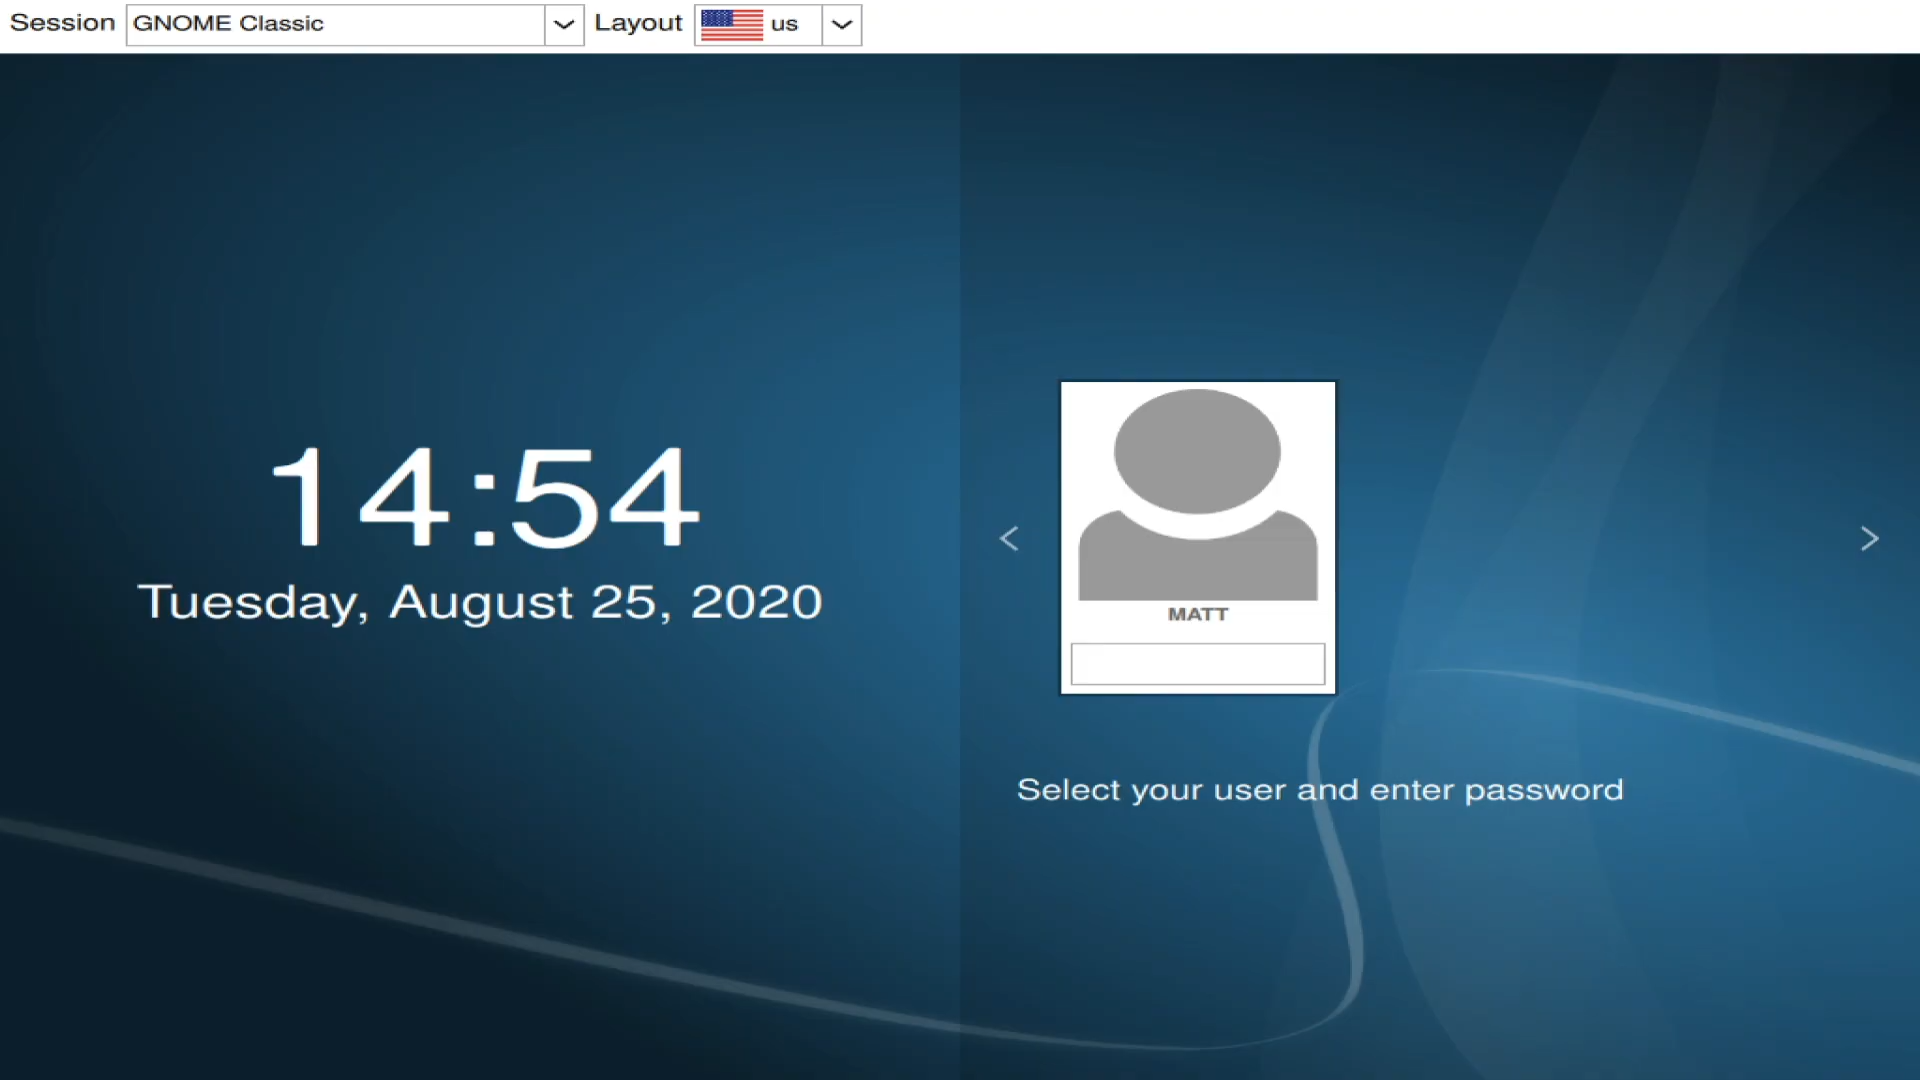 Session GNOME Classic Layout us
14:54
Tuesday, August 25, 2020
MATT
Select your user and enter password